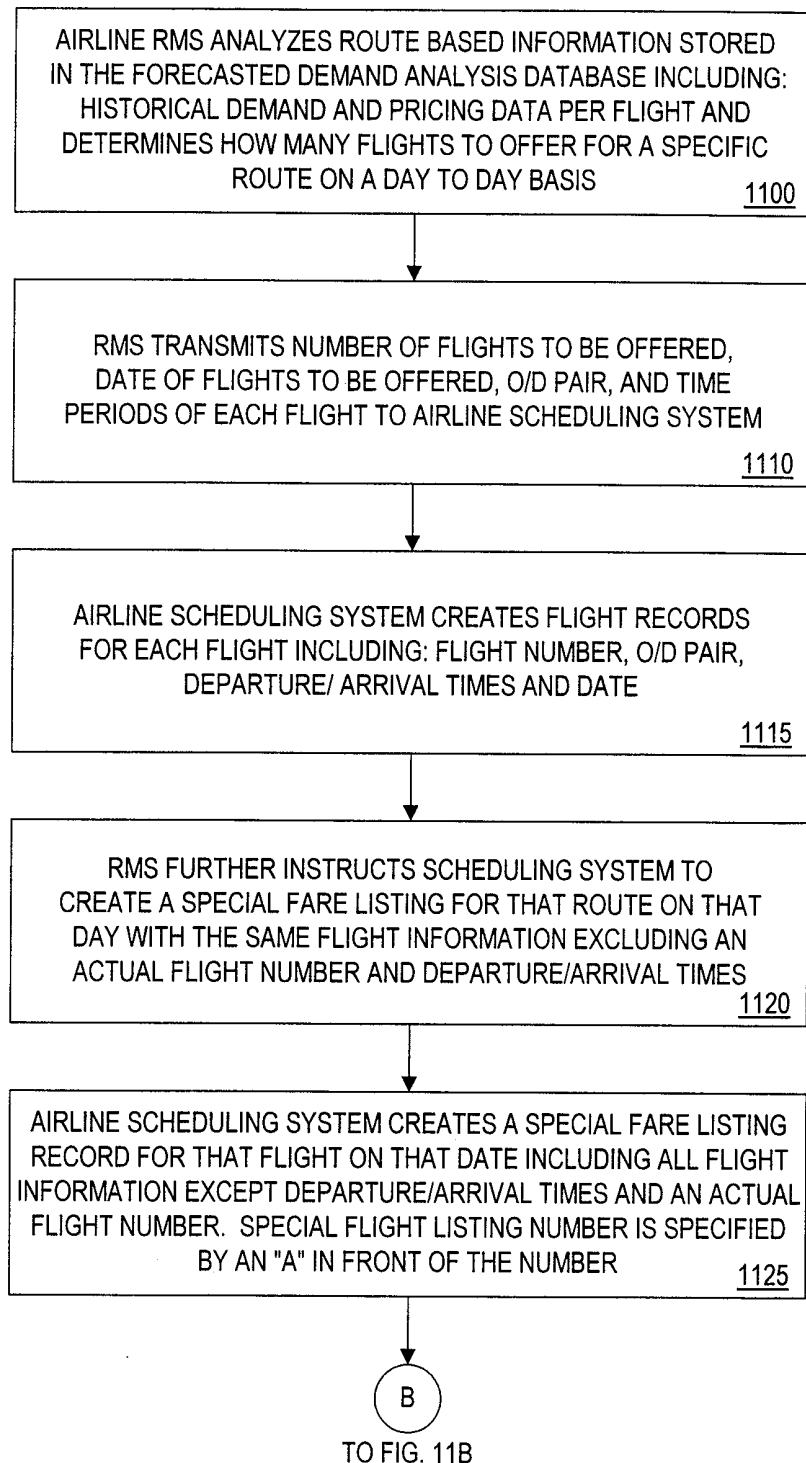 AIRLINE RMS ANALYZES ROUTE BASED INFORMATION STORED
IN THE FORECASTED DEMAND ANALYSIS DATABASE INCLUDING:
HISTORICAL DEMAND AND PRICING DATA PER FLIGHT AND
DETERMINES HOW MANY FLIGHTS TO OFFER FOR A SPECIFIC
ROUTE ON A DAY TO DAY BASIS
1100
RMS TRANSMITS NUMBER OF FLIGHTS TO BE OFFERED,
DATE OF FLIGHTS TO BE OFFERED, O/D PAIR, AND TIME
PERIODS OF EACH FLIGHT TO AIRLINE SCHEDULING SYSTEM
1110
AIRLINE SCHEDULING SYSTEM CREATES FLIGHT RECORDS
FOR EACH FLIGHT INCLUDING: FLIGHT NUMBER, O/D PAIR,
DEPARTURE/ ARRIVAL TIMES AND DATE
1115
RMS FURTHER INSTRUCTS SCHEDULING SYSTEM TO
CREATE A SPECIAL FARE LISTING FOR THAT ROUTE ON THAT
DAY WITH THE SAME FLIGHT INFORMATION EXCLUDING AN
ACTUAL FLIGHT NUMBER AND DEPARTURE/ARRIVAL TIMES
1120
AIRLINE SCHEDULING SYSTEM CREATES A SPECIAL FARE LISTING
RECORD FOR THAT FLIGHT ON THAT DATE INCLUDING ALL FLIGHT
INFORMATION EXCEPT DEPARTURE/ARRIVAL TIMES AND AN ACTUAL
FLIGHT NUMBER. SPECIAL FLIGHT LISTING NUMBER IS SPECIFIED
BY AN "A" IN FRONT OF THE NUMBER
1125
B
TO FIG. 11B